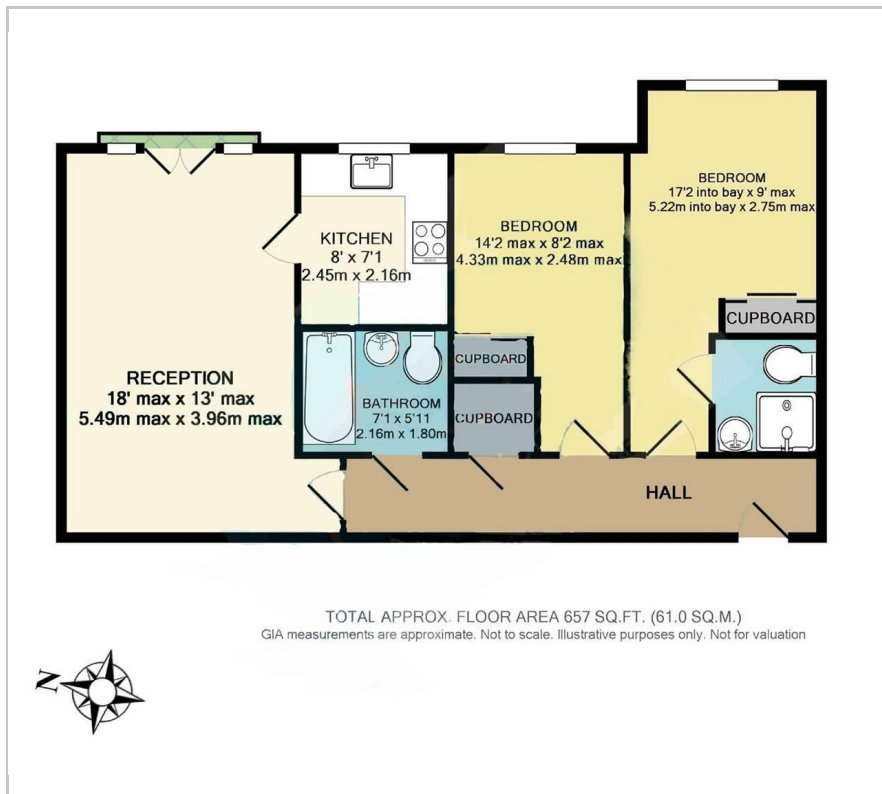 BEDROOM
17'2 into bay x 9' max
5.22m into bay x 2.75m max
BEDROOM
14'2 max x 8'2 max
4.33m max x 2.48m max
KITCHEN
8' x 7'1
2.45m x 2.16m
CUPBOARD
CUPBOARD
RECEPTION
18' max x 13' max
5.49m max x 3.96m max
BATHROOM
7'1 x 5'11
2.16m x 1.80m
CUPBOARD
HALL
TOTAL APPROX. FLOOR AREA 657 SQ.FT. (61.0 SQ.M.)
GIA measurements are approximate. Not to scale. Illustrative purposes only. Not for valuation
N